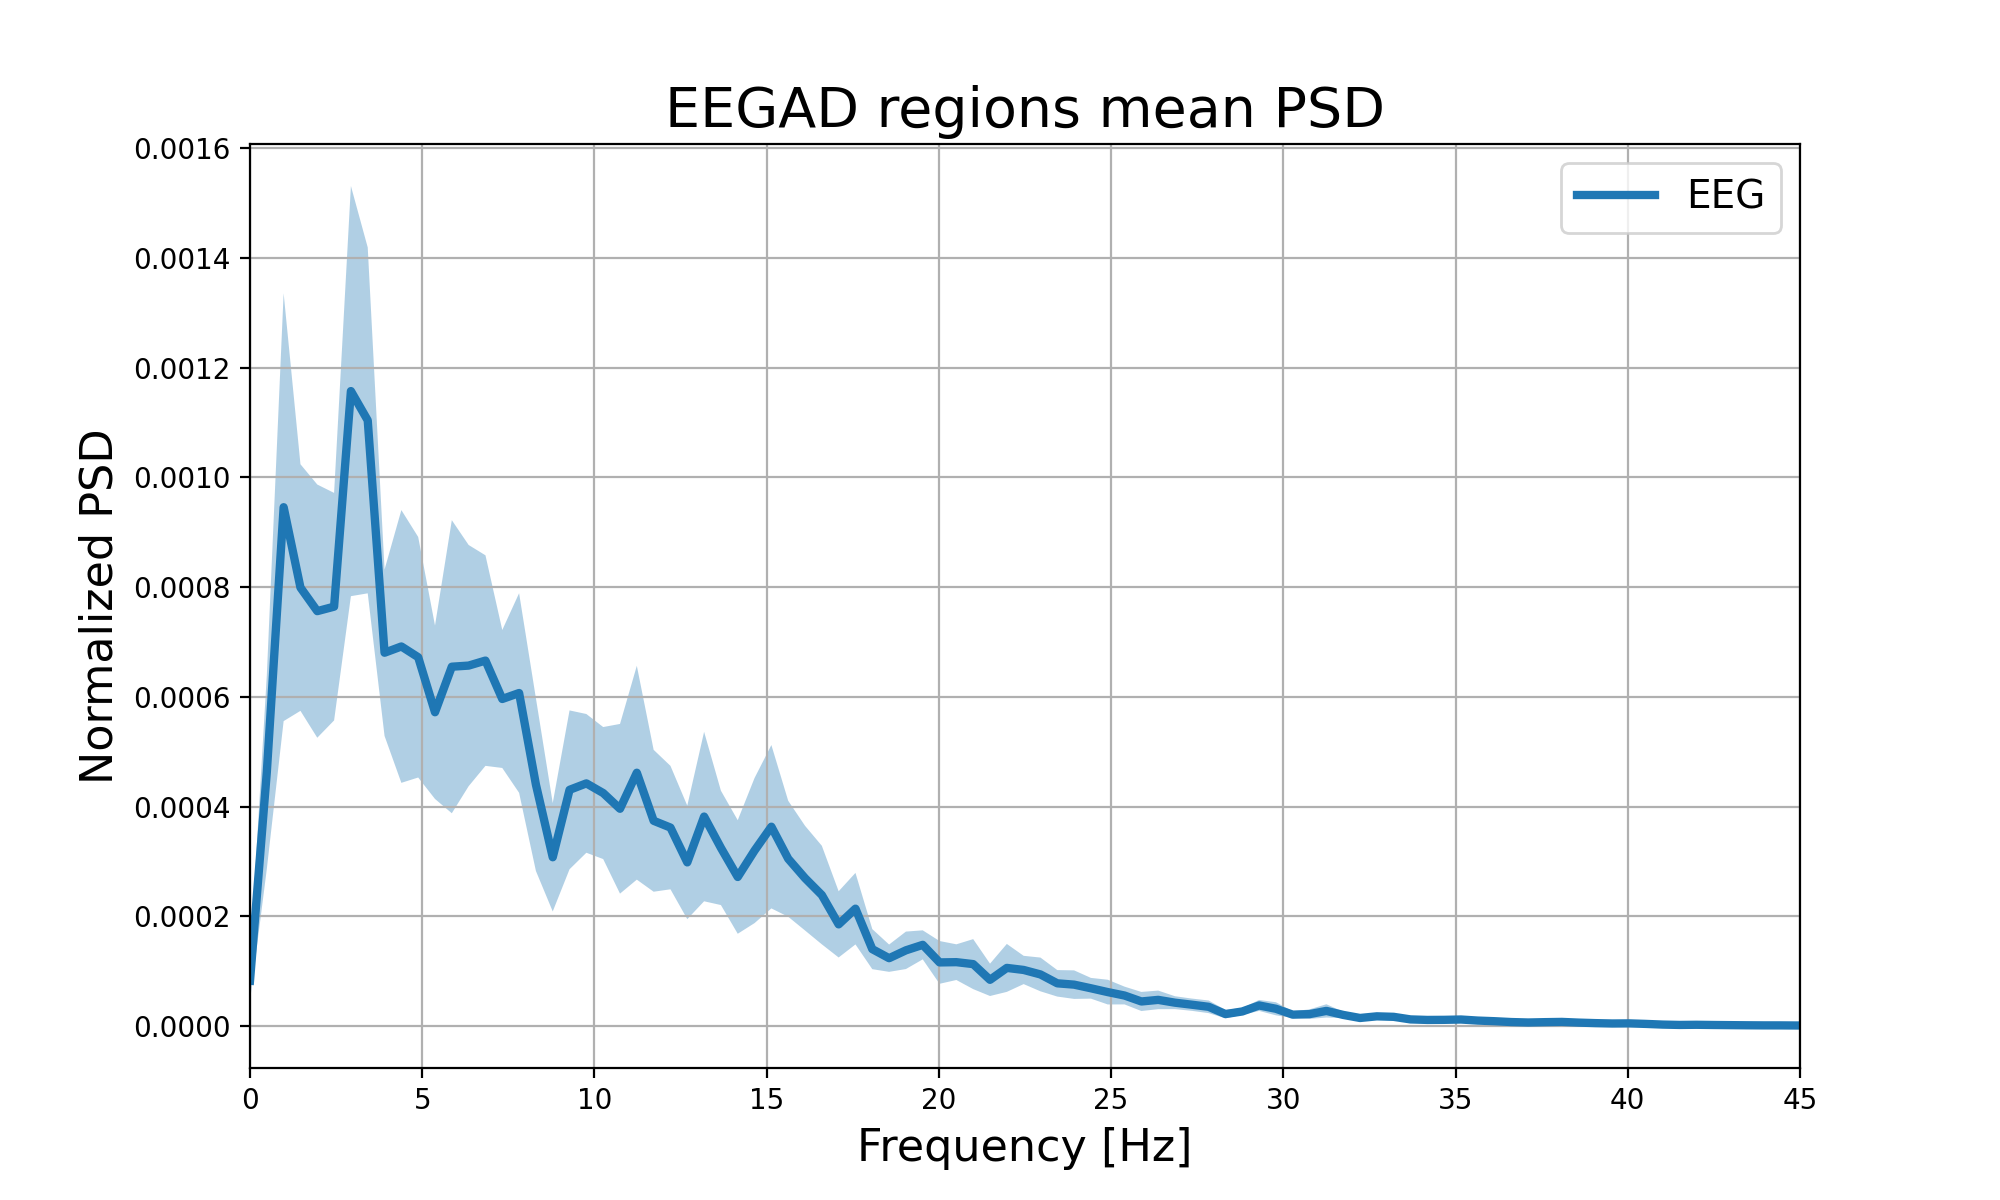 EEGAD regions mean PSD
EEG
Normalized PSD
0.0016
0.0014
0.0012
0.0010
0.0008
0.0006
0.0004
0.0002
0.0000
0 5 10 15 20 25 30 35 40 45
Frequency [Hz]